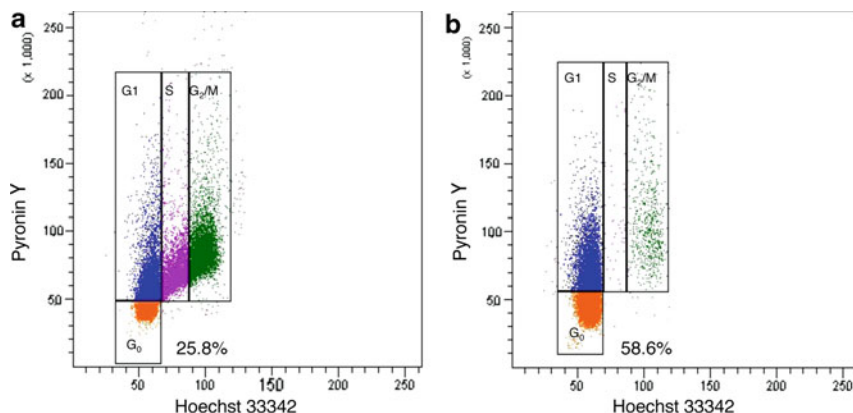 a
(x 1,000)
250
200
150
100
50
Pyronin Y
G1 S G₂/M
G₀
25.8%
50 100 150 200 250
Hoechst 33342
b
(x 1,000)
250
200
150
100
50
Pyronin Y
G1 S G₂/M
G₀
58.6%
50 100 150 200 250
Hoechst 33342